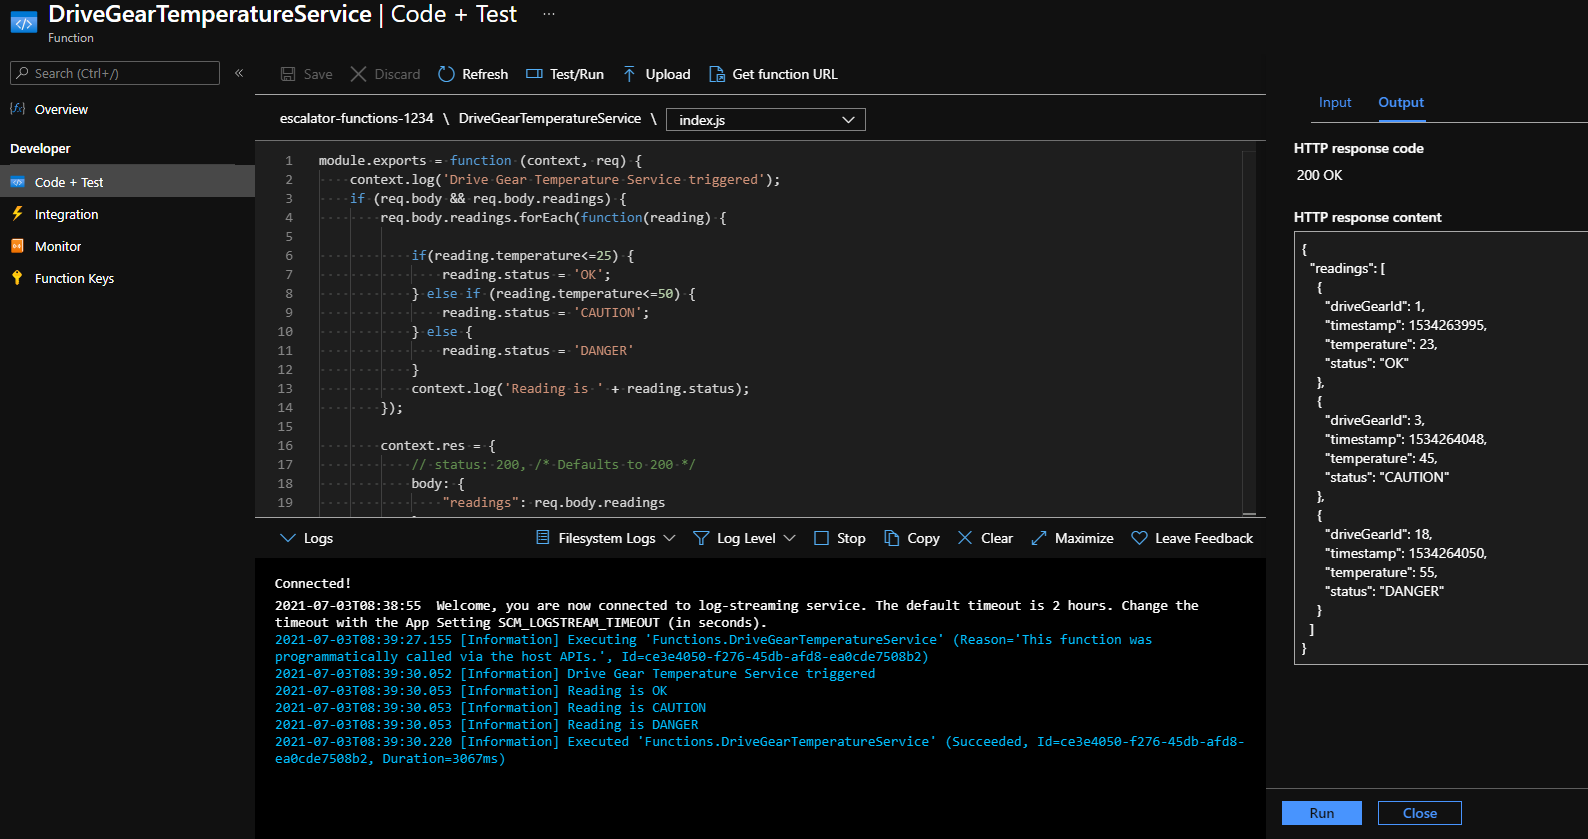 DriveGearTemperatureService | Code + Test ...
Function
Search (Ctrl+/) «
Overview
Developer
Code + Test
Integration
Monitor
Function Keys
Save Discard Refresh Test/Run Upload Get function URL
escalator-functions-1234 \ DriveGearTemperatureService \ index.js
1 module.exports = function (context, req) {
2 context.log('Drive Gear Temperature Service triggered');
3 if (req.body && req.body.readings) {
4 req.body.readings.forEach(function(reading) {
5
6 if(reading.temperature<=25) {
7 reading.status = 'OK';
8 } else if (reading.temperature<=50) {
9 reading.status = 'CAUTION';
10 } else {
11 reading.status = 'DANGER'
12 }
13 context.log('Reading is ' + reading.status);
14 });
15
16 context.res = {
17 // status: 200, /* Defaults to 200 */
18 body: {
19 "readings": req.body.readings
Logs Filesystem Logs Log Level Stop Copy Clear Maximize Leave Feedback
Connected!
2021-07-03T08:38:55 Welcome, you are now connected to log-streaming service. The default timeout is 2 hours. Change the
timeout with the App Setting SCM_LOGSTREAM_TIMEOUT (in seconds).
2021-07-03T08:39:27.155 [Information] Executing 'Functions.DriveGearTemperatureService' (Reason='This function was
programmatically called via the host APIs.', Id=ce3e4050-f276-45db-afd8-ea0cde7508b2)
2021-07-03T08:39:30.052 [Information] Drive Gear Temperature Service triggered
2021-07-03T08:39:30.053 [Information] Reading is OK
2021-07-03T08:39:30.053 [Information] Reading is CAUTION
2021-07-03T08:39:30.053 [Information] Reading is DANGER
2021-07-03T08:39:30.220 [Information] Executed 'Functions.DriveGearTemperatureService' (Succeeded, Id=ce3e4050-f276-45db-afd8-
ea0cde7508b2, Duration=3067ms)
Input Output
HTTP response code
200 OK
HTTP response content
{
"readings": [
{
"driveGearId": 1,
"timestamp": 1534263995,
"temperature": 23,
"status": "OK"
},
{
"driveGearId": 3,
"timestamp": 1534264048,
"temperature": 45,
"status": "CAUTION"
},
{
"driveGearId": 18,
"timestamp": 1534264050,
"temperature": 55,
"status": "DANGER"
}
]
}
Run Close